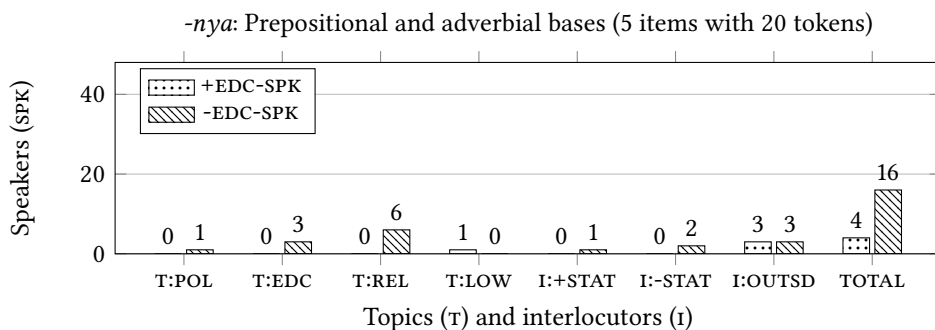 -nya: Prepositional and adverbial bases (5 items with 20 tokens)
+EDC-SPK
-EDC-SPK
40
20
0
Speakers (SPK)
0 1 0 3 0 6 1 0 0 1 0 2 3 3 4 16
T:POL T:EDC T:REL T:LOW I:+STAT I:-STAT I:OUTSD TOTAL
Topics (T) and interlocutors (I)